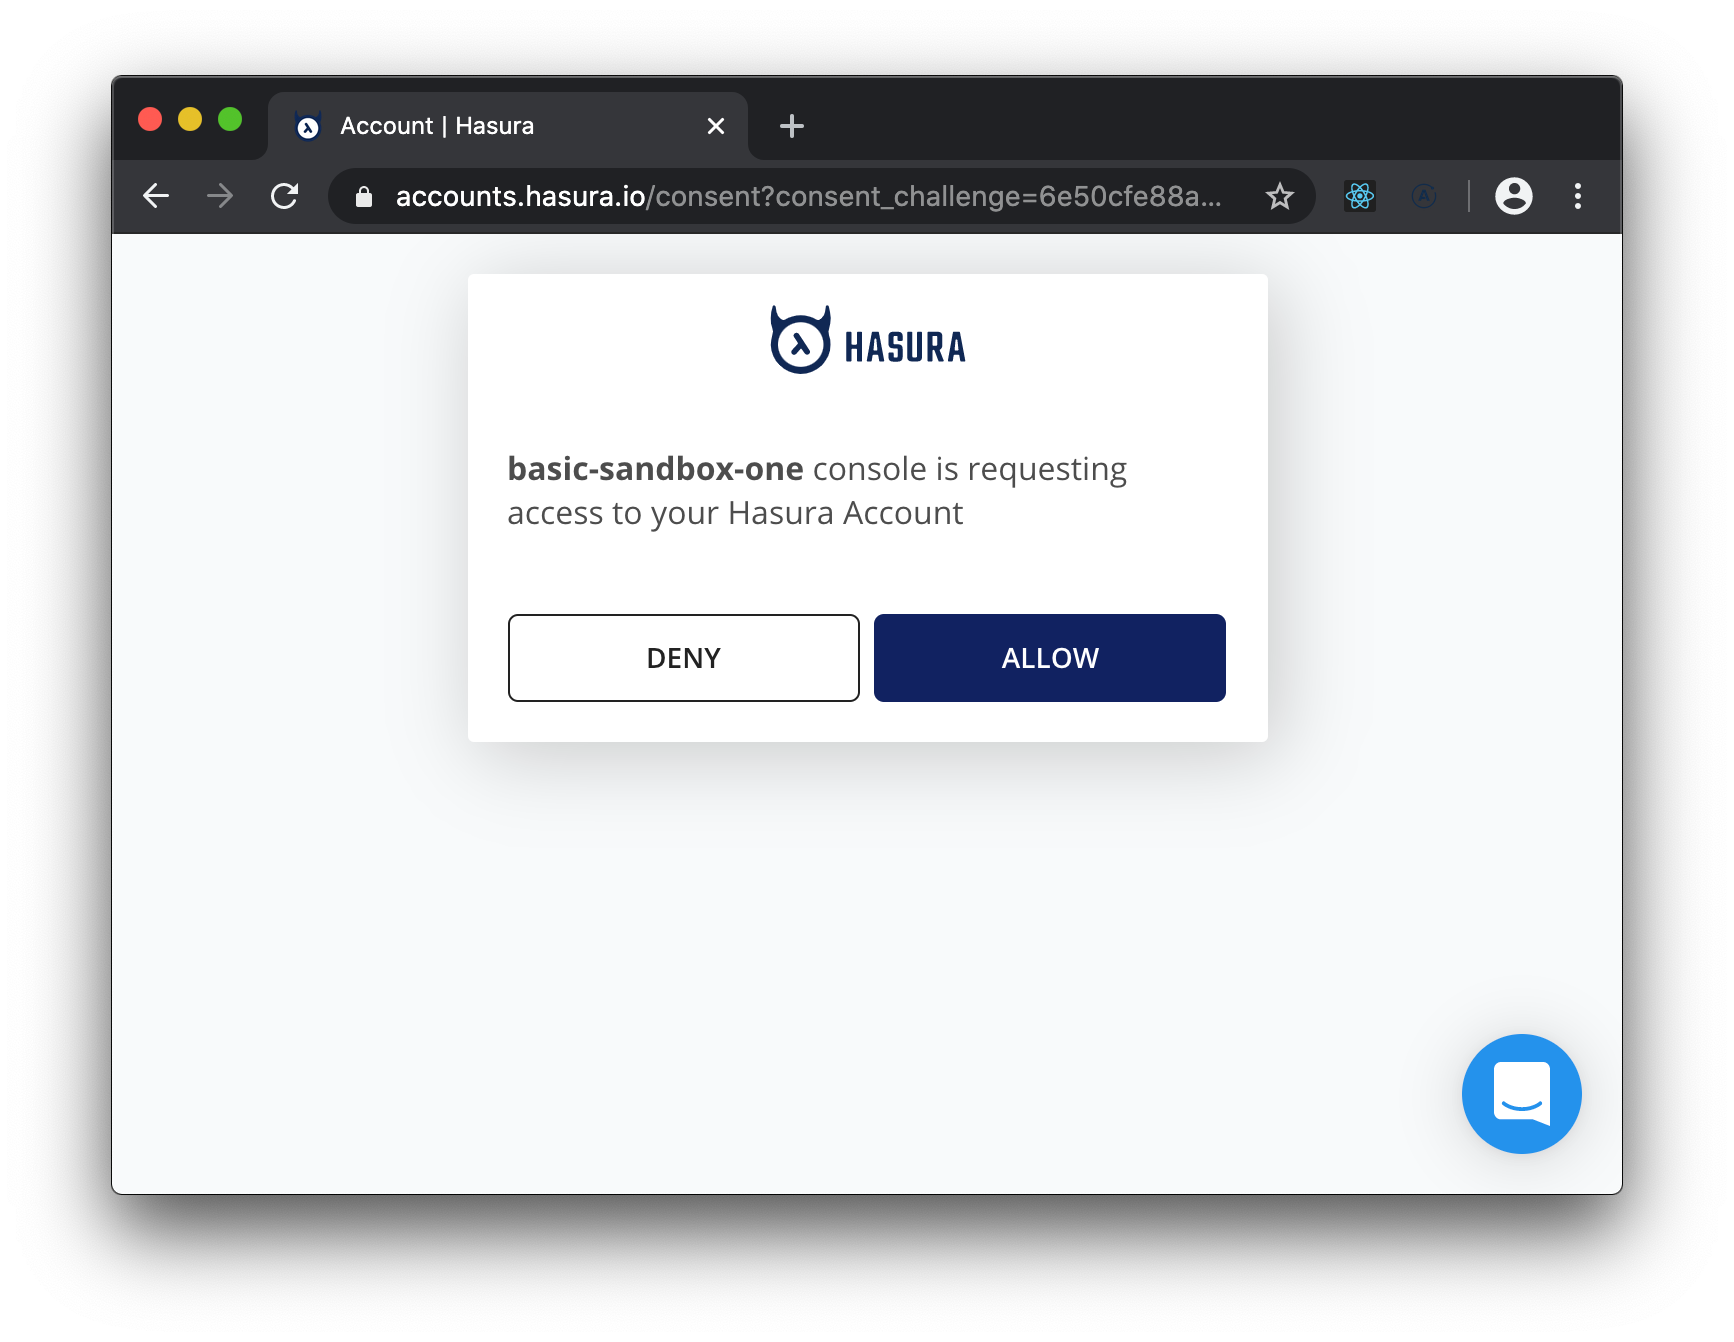 Account | Hasura
accounts.hasura.io/consent?consent_challenge=6e50cfe88a...
HASURA
basic-sandbox-one console is requesting
access to your Hasura Account
DENY
ALLOW